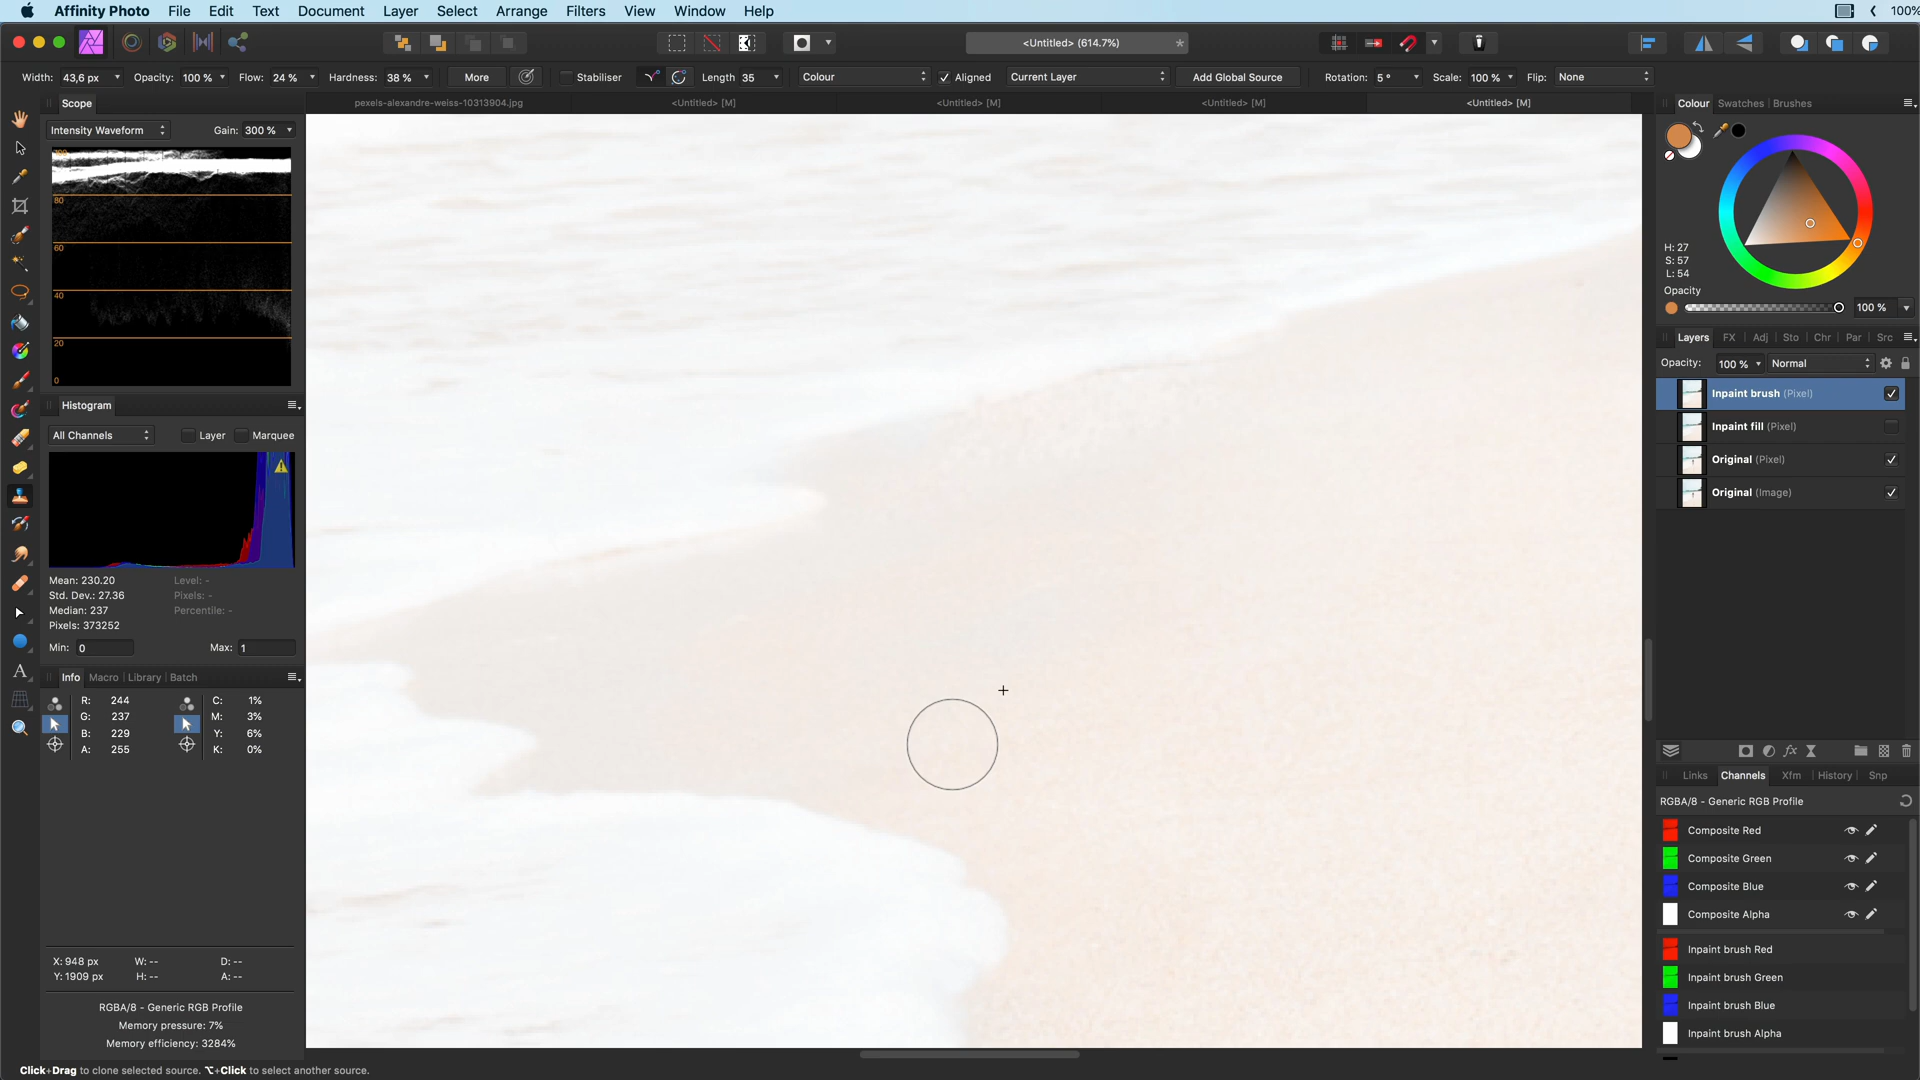 Affinity Photo File Edit Text Document Layer Select Arrange Filters View Window Help 100%
<Untitled> (614.7%)
Width: 43,6 px Opacity: 100 % Flow: 24 % Hardness: 38 % More Stabiliser Length 35 Colour Aligned Current Layer Add Global Source Rotation: 5 ° Scale: 100 % Flip: None
Scope
pexels-alexandre-weiss-10313904.jpg <Untitled> [M] <Untitled> [M] <Untitled> [M] <Untitled> [M]
Intensity Waveform Gain: 300 %
100
80
60
40
20
0
Histogram
All Channels Layer Marquee
Mean: 230.20 Level: -
Std. Dev.: 27.36 Pixels: -
Median: 237 Percentile: -
Pixels: 373252
Min: 0 Max: 1
Info Macro Library Batch
R: 244 C: 1%
G: 237 M: 3%
B: 229 Y: 6%
A: 255 K: 0%
X: 948 px W: -- D: --
Y: 1909 px H: -- A: --
RGBA/8 - Generic RGB Profile
Memory pressure: 7%
Memory efficiency: 3284%
Click+Drag to clone selected source. ⌥+Click to select another source.
Colour Swatches Brushes
H: 27
S: 57
L: 54
Opacity
100 %
Layers FX Adj Sto Chr Par Src
Opacity: 100 % Normal
Inpaint brush (Pixel)
Inpaint fill (Pixel)
Original (Pixel)
Original (Image)
Links Channels Xfm History Snp
RGBA/8 - Generic RGB Profile
Composite Red
Composite Green
Composite Blue
Composite Alpha
Inpaint brush Red
Inpaint brush Green
Inpaint brush Blue
Inpaint brush Alpha